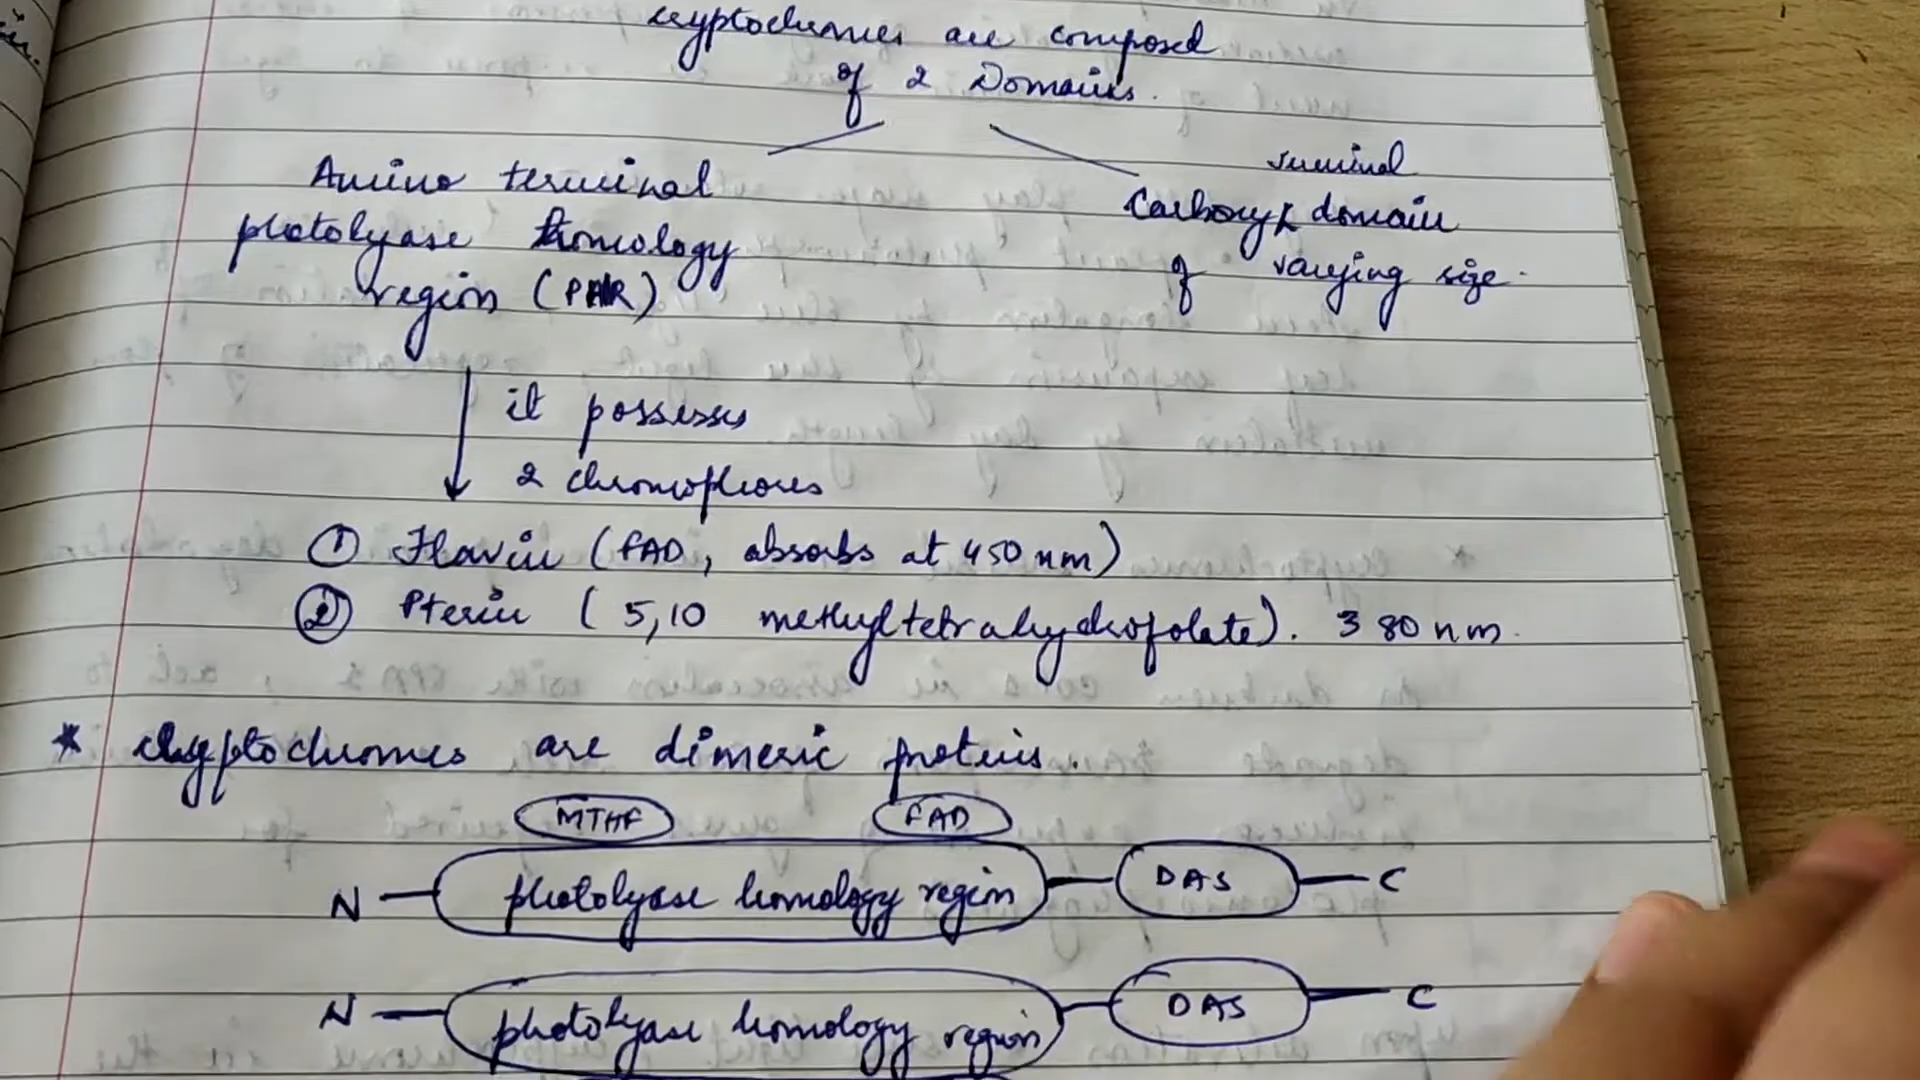 cryptochromes are composed
of 2 Domains.
Amino terminal
photolyase homology
region (PHR)
terminal
Carboxyl domain
of varying size.
it possesses
2 chromophores
① Flavin (FAD, absorbs at 450 nm)
② Pterin (5,10 methyltetrahydrofolate). 380 nm.
* cryptochromes are dimeric proteins.
MTHF FAD
N photolyase homology region DAS C
N photolyase homology region DAS C